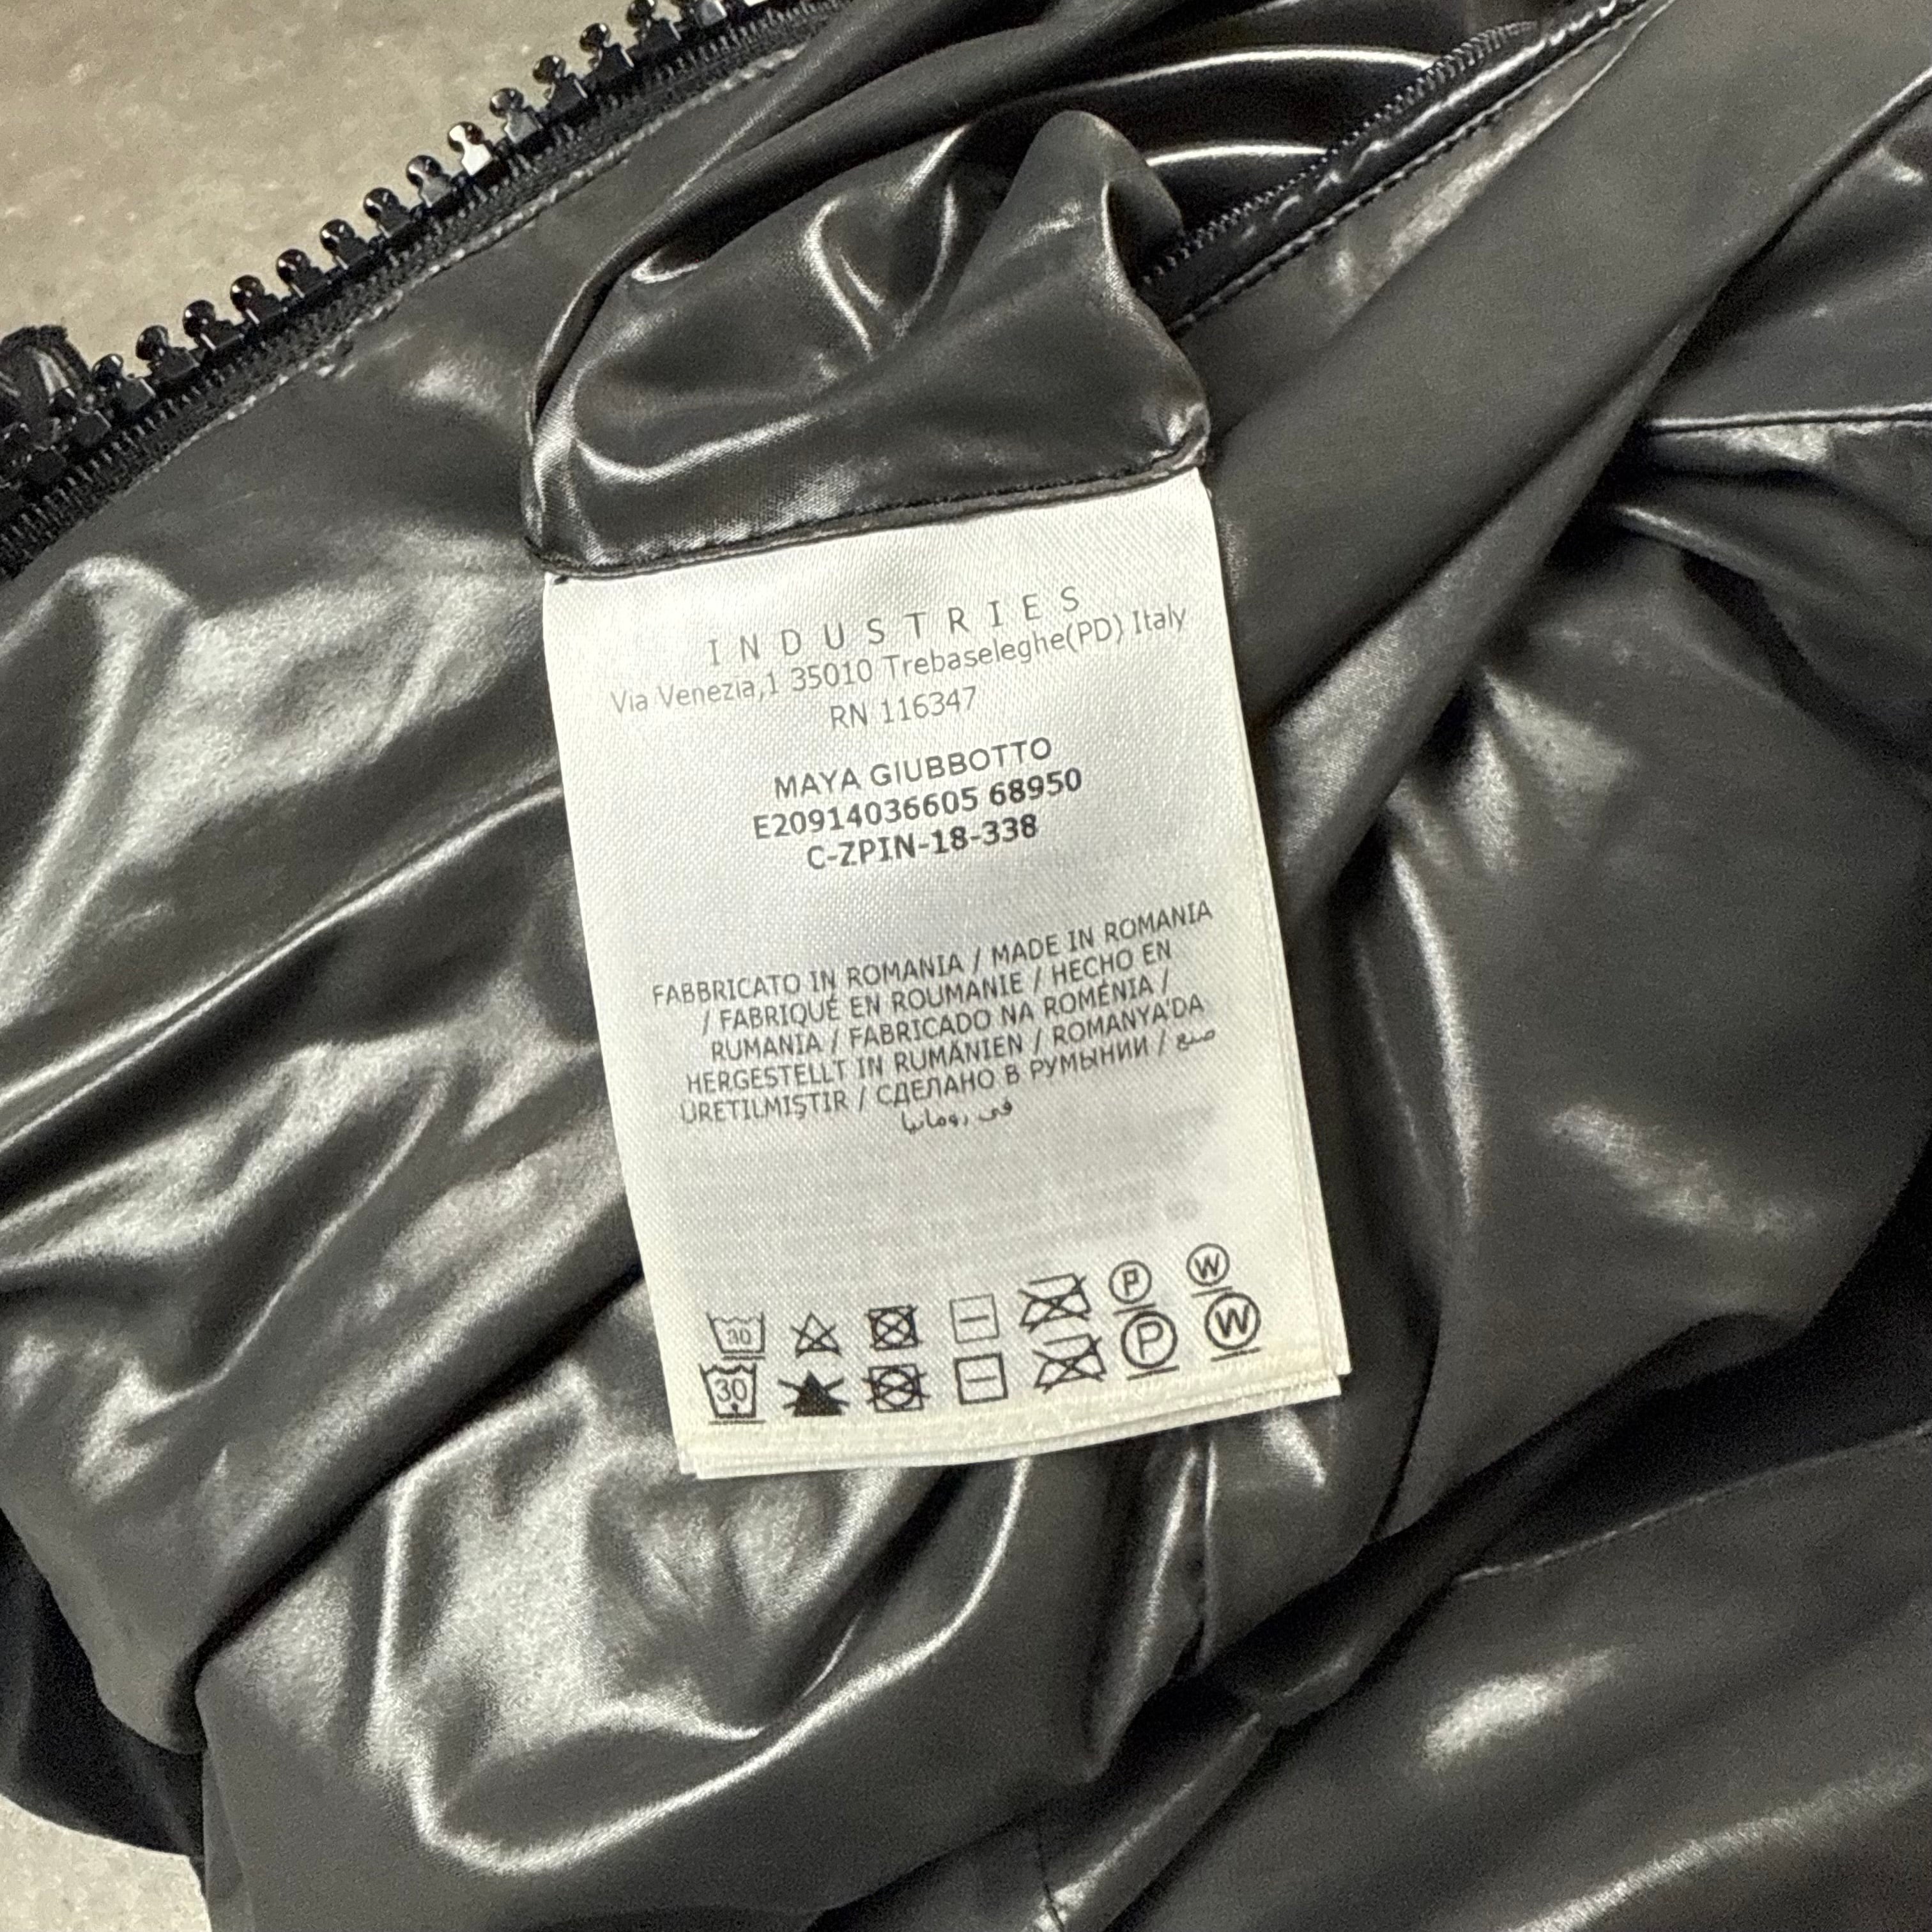 INDUSTRIES
Via Venezia,1 35010 Trebaseleghe(PD) Italy
RN 116347
MAYA GIUBBOTTO
E20914036605 68950
C-ZPIN-18-338
FABBRICATO IN ROMANIA / MADE IN ROMANIA
/ FABRIQUÉ EN ROUMANIE / HECHO EN
RUMANIA / FABRICADO NA ROMÉNIA /
HERGESTELLT IN RUMÄNIEN / ROMANYA'DA
ÜRETILMIŞTIR / СДЕЛАНО В РУМЫНИИ / صنع
في رومانيا
30 P W
30 P W